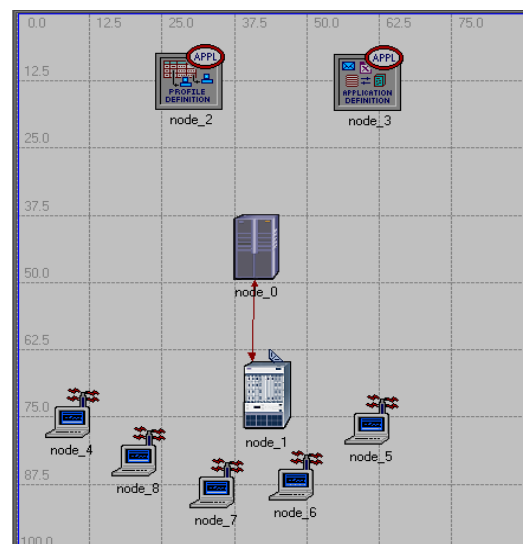 0.0 12.5 25.0 37.5 50.0 62.5 75.0
APPL
APPL
12.5
PROFILE
DEFINITION
APPLICATION
DEFINITION
node_2
node_3
25.0
37.5
50.0
node_0
62.5
75.0
node_4
node_1
node_5
87.5
node_8
node_7
node_6
100.0